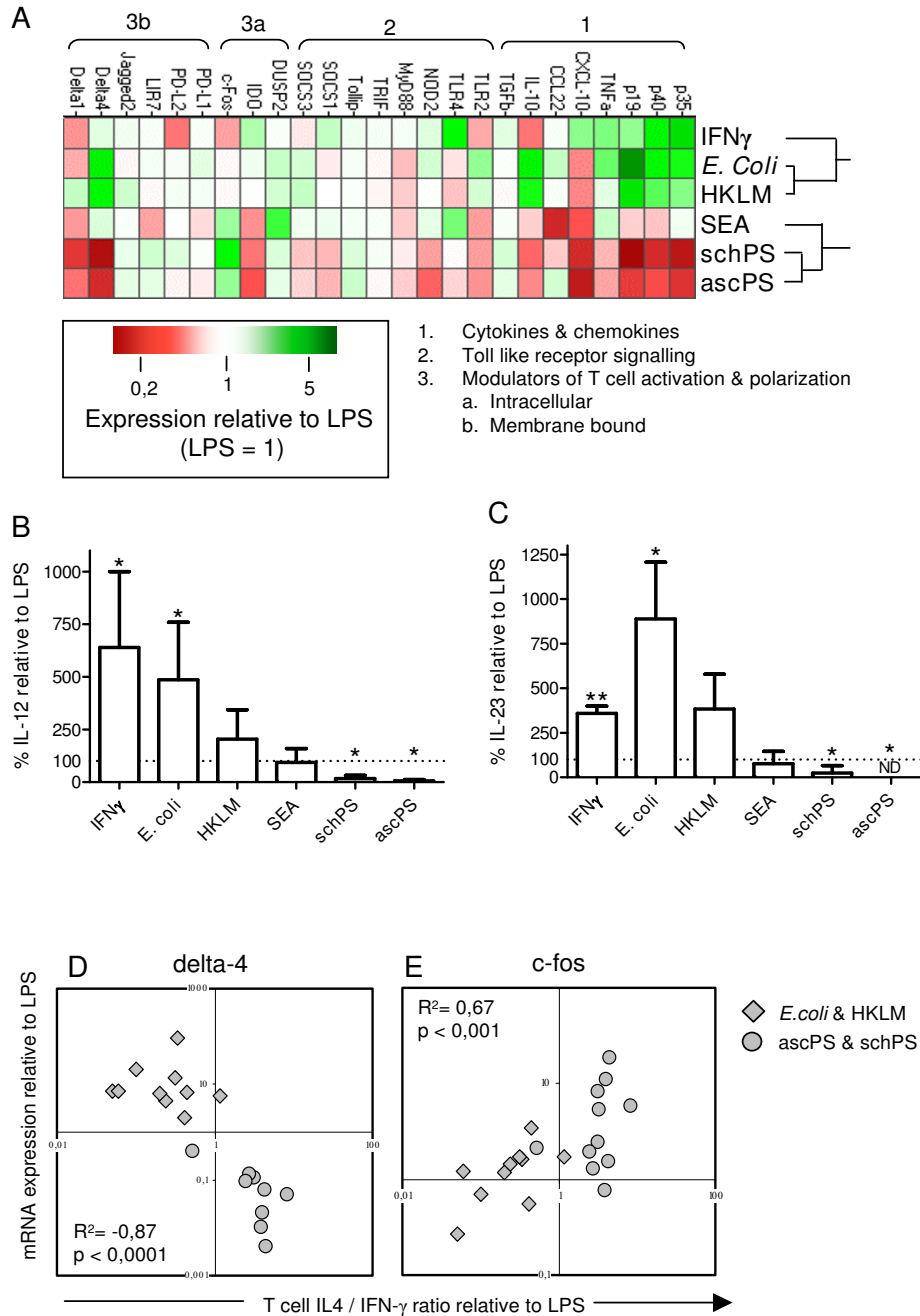 A
3b
3a
2
1
Delta1
Delta4
Jagged2
LIR7
PD-L2
PD-L1
c-Fos
IDO
DUSP2
SOCS3
SOCS1
Tollip
TRIF
MyD88
NOD2
TLR4
TLR2
TGFb
IL-10
CCL22
CXCL-10
TNFa
p19
p40
p35
IFNγ
E. Coli
HKLM
SEA
schPS
ascPS
0,2
1
5
Expression relative to LPS
(LPS = 1)
1. Cytokines & chemokines
2. Toll like receptor signalling
3. Modulators of T cell activation & polarization
a. Intracellular
b. Membrane bound
B
% IL-12 relative to LPS
1000
750
500
250
100
0
*
*
*
*
IFNγ
E. coli
HKLM
SEA
schPS
ascPS
C
% IL-23 relative to LPS
1250
1000
750
500
250
100
0
**
*
*
*
ND
IFNγ
E. coli
HKLM
SEA
schPS
ascPS
mRNA expression relative to LPS
D
delta-4
1000
10
0,01
1
100
0,1
0,001
R²= -0,87
p < 0,0001
E
c-fos
R²= 0,67
p < 0,001
10
0,01
1
100
0,1
E.coli & HKLM
ascPS & schPS
T cell IL4 / IFN-γ ratio relative to LPS